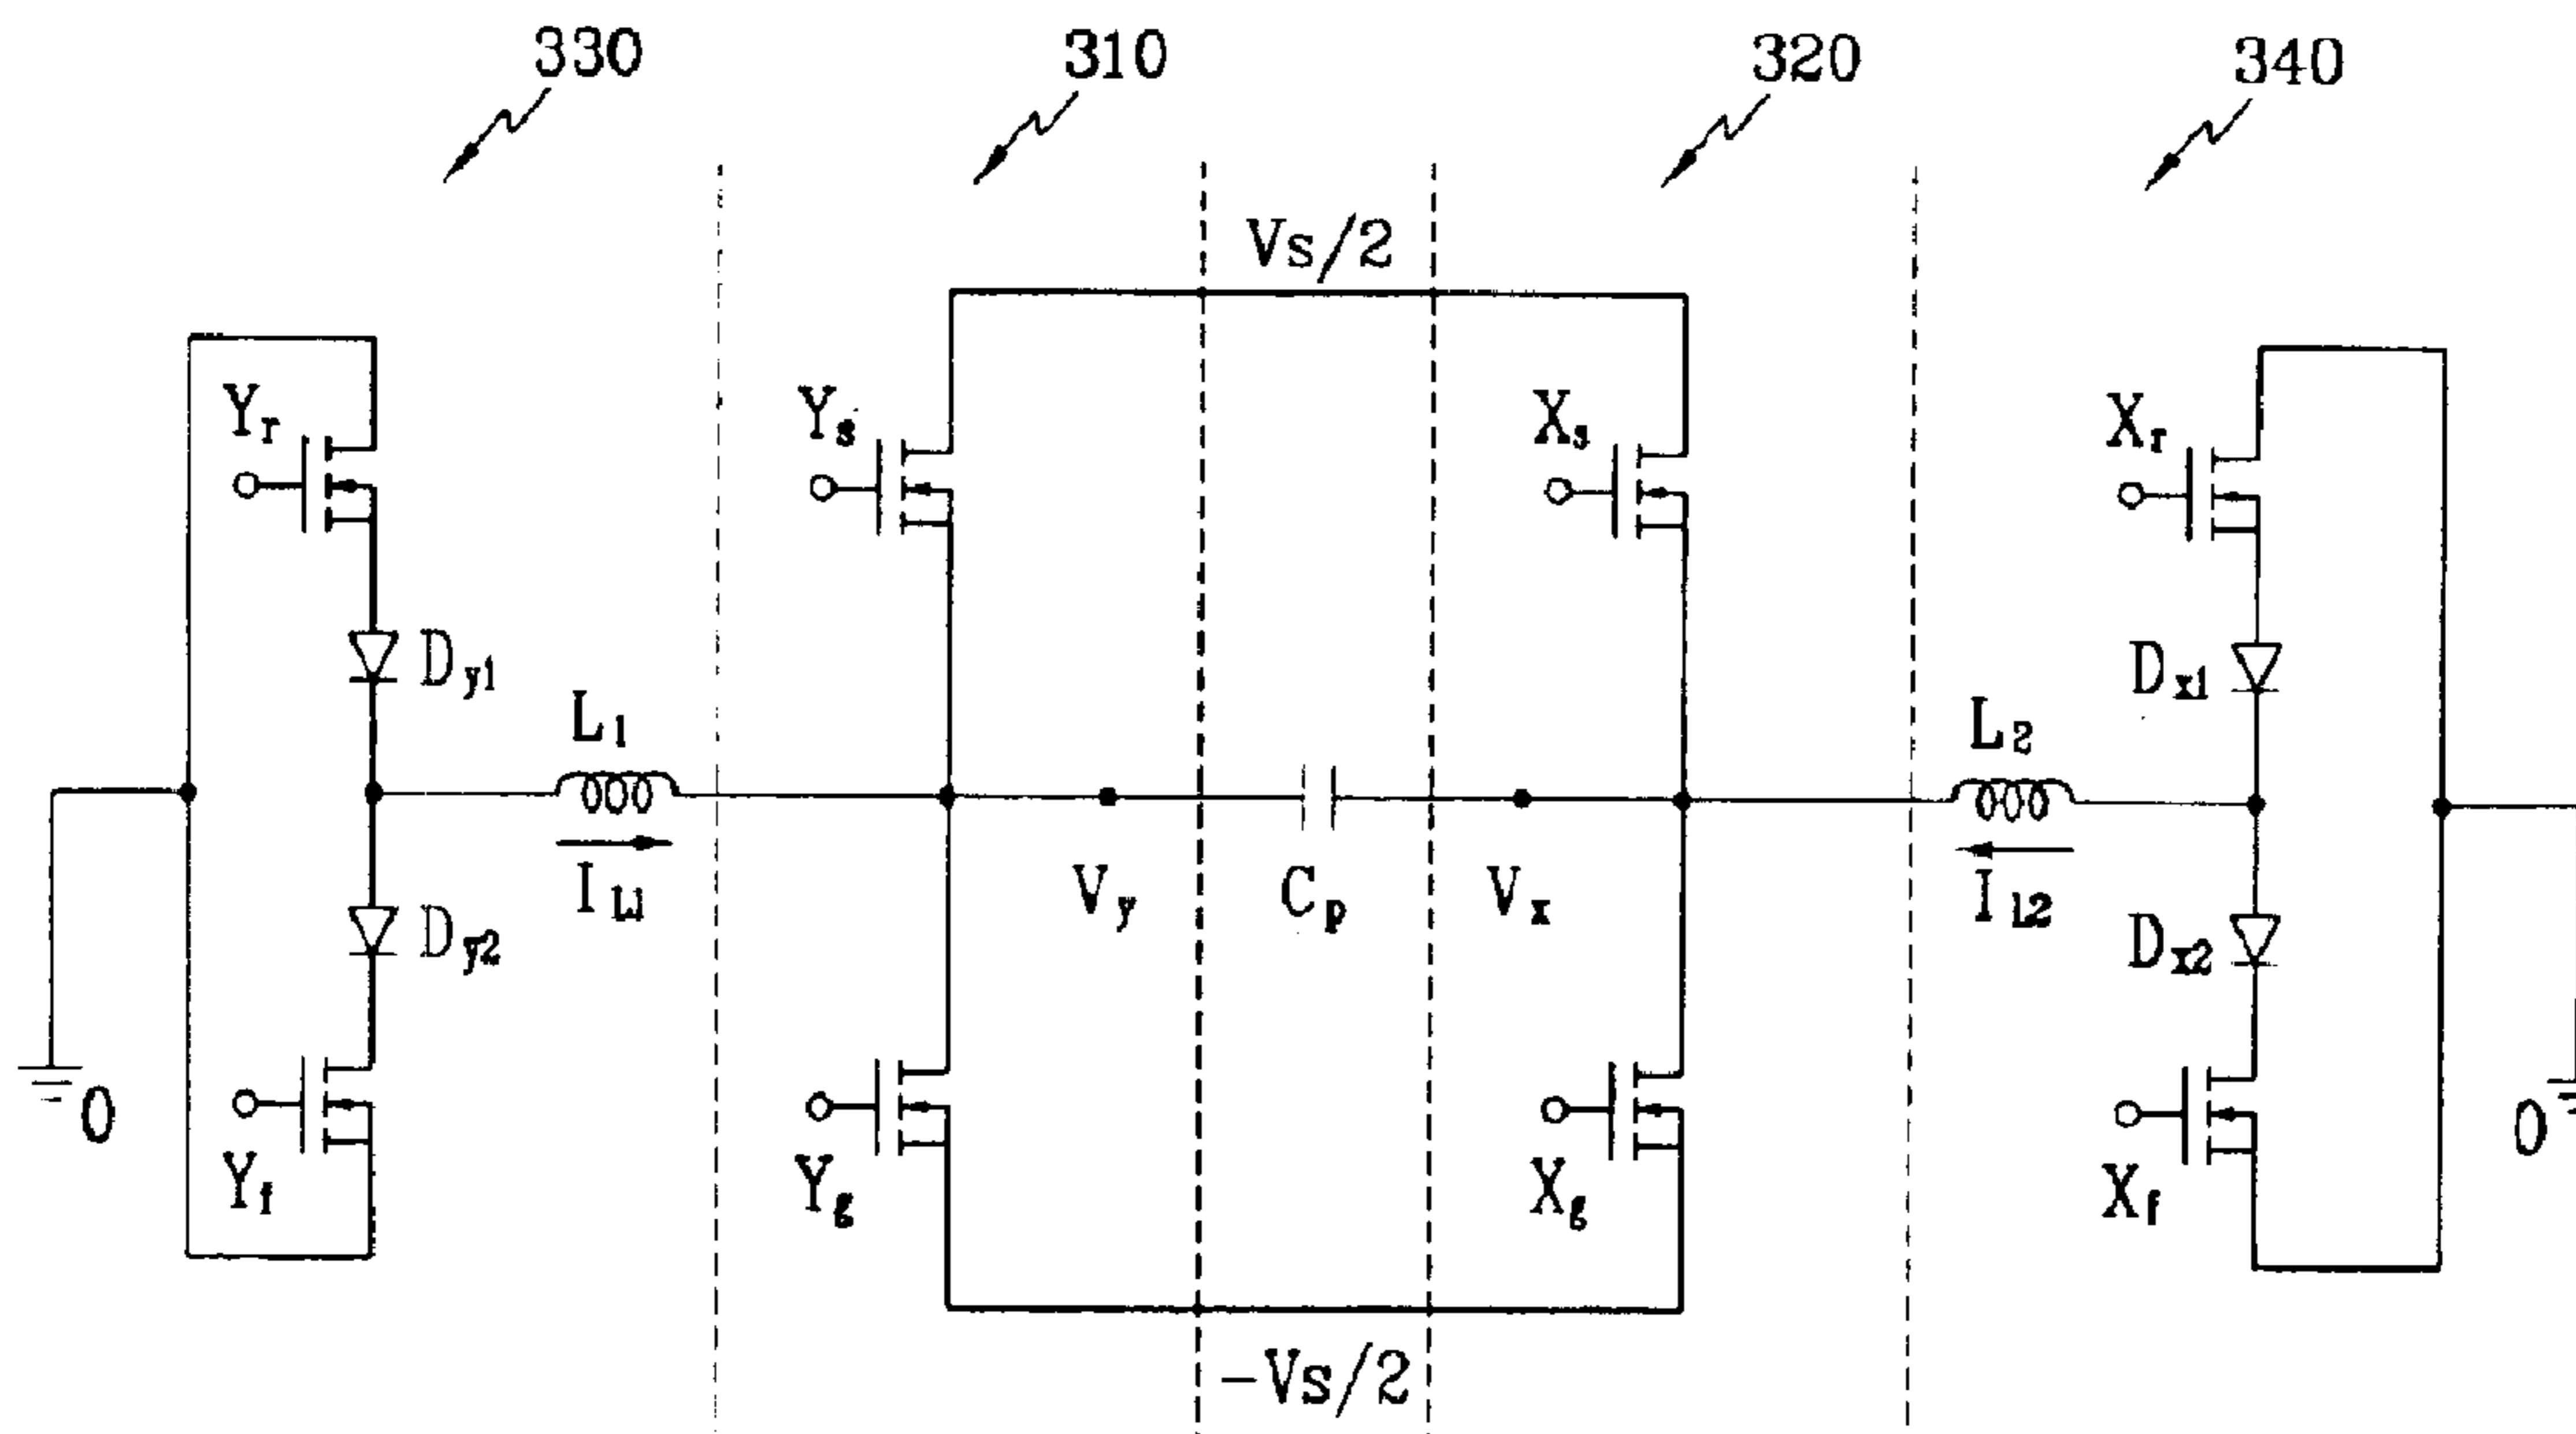 330
310
320
340
Vs/2
Yr
Ys
Xs
Xr
Dy1
Dx1
L1
L2
IL1
Vy
Cp
Vx
IL2
Dy2
Dx2
0
0
Yf
Yg
Xg
Xf
-Vs/2